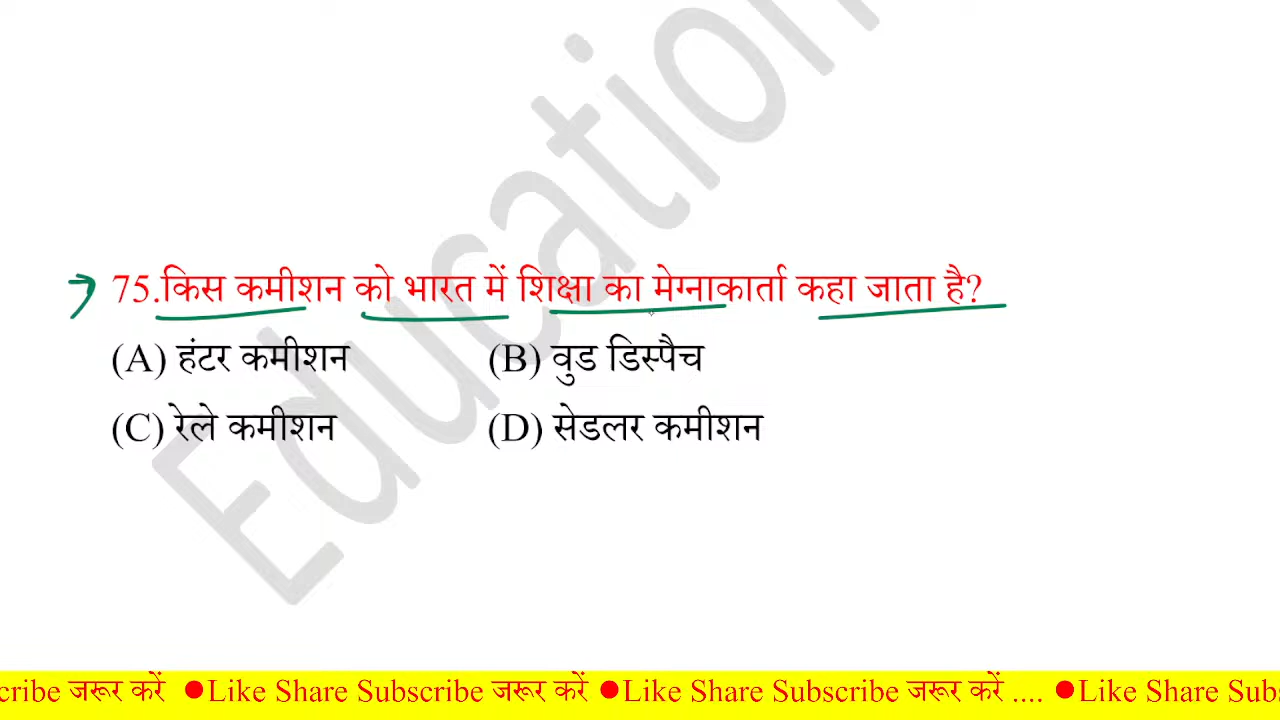 Education
75.किस कमीशन को भारत में शिक्षा का मेग्नाकार्ता कहा जाता है?
(A) हंटर कमीशन (B) वुड डिस्पैच
(C) रेले कमीशन (D) सेडलर कमीशन
cribe जरूर करें ●Like Share Subscribe जरूर करें ●Like Share Subscribe जरूर करें .... ●Like Share Subs